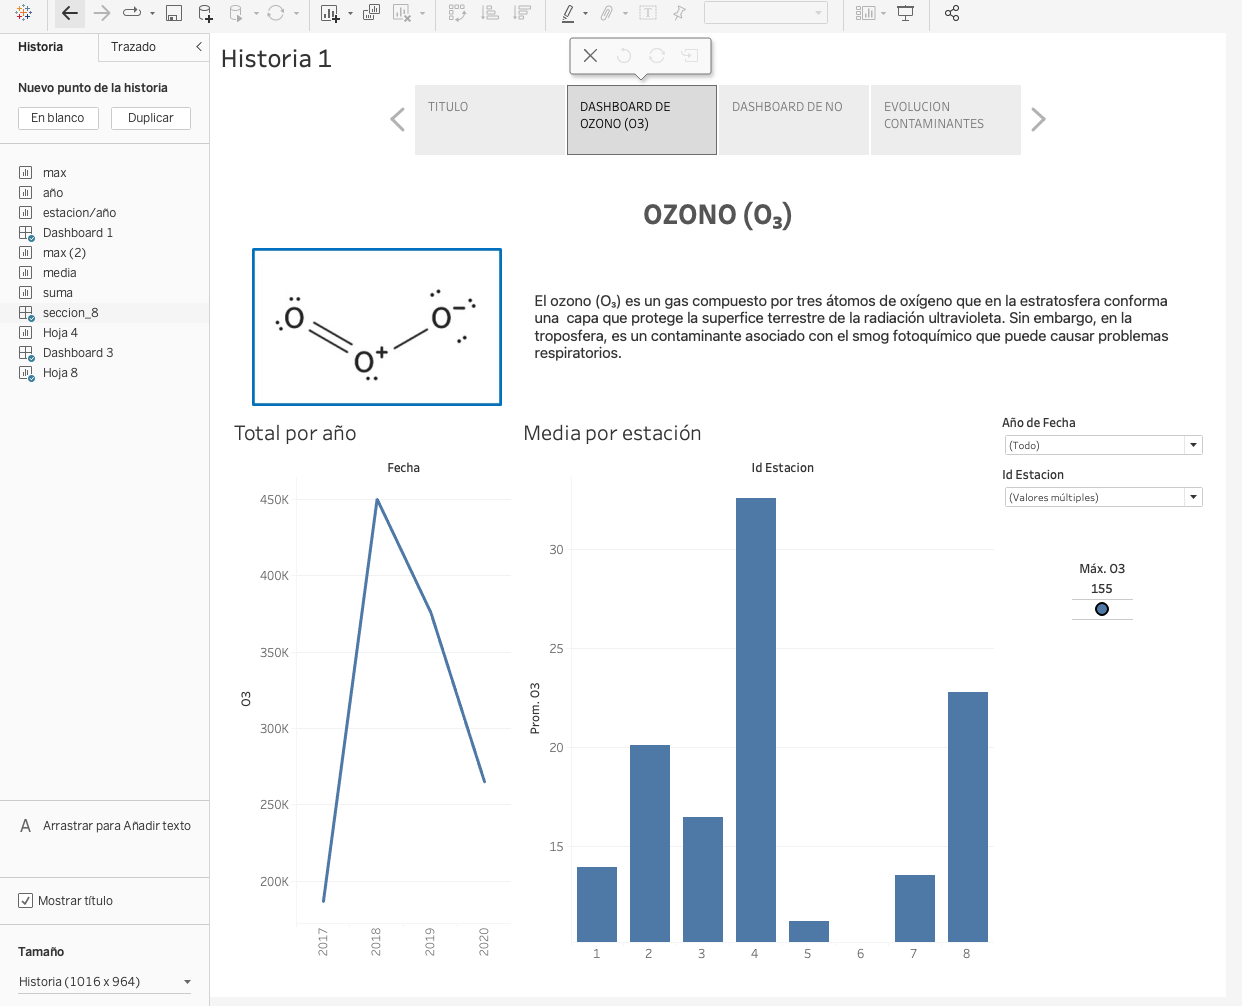 Historia
Trazado
Nuevo punto de la historia
En blanco
Duplicar
max
año
estacion/año
Dashboard 1
max (2)
media
suma
seccion_8
Hoja 4
Dashboard 3
Hoja 8
A Arrastrar para Añadir texto
Mostrar título
Tamaño
Historia (1016 x 964)
Historia 1
TITULO
DASHBOARD DE
OZONO (O3)
DASHBOARD DE NO
EVOLUCION
CONTAMINANTES
OZONO (O₃)
O
O⁻
O⁺
El ozono (O₃) es un gas compuesto por tres átomos de oxígeno que en la estratosfera conforma
una capa que protege la superfice terrestre de la radiación ultravioleta. Sin embargo, en la
troposfera, es un contaminante asociado con el smog fotoquímico que puede causar problemas
respiratorios.
Total por año
Fecha
450K
400K
350K
300K
250K
200K
O3
2017
2018
2019
2020
Media por estación
Id Estacion
30
25
20
15
Prom. O3
1
2
3
4
5
6
7
8
Año de Fecha
(Todo)
Id Estacion
(Valores múltiples)
Máx. O3
155